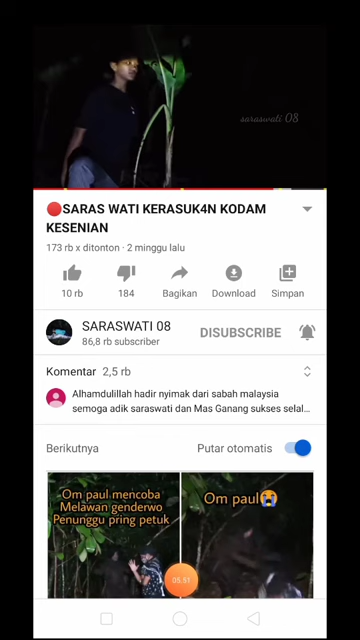 saraswati 08
🔴SARAS WATI KERASUK4N KODAM
KESENIAN
173 rb x ditonton · 2 minggu lalu
10 rb
184
Bagikan
Download
Simpan
SARASWATI 08
86,8 rb subscriber
DISUBSCRIBE
Komentar 2,5 rb
Alhamdulillah hadir nyimak dari sabah malaysia
semoga adik saraswati dan Mas Ganang sukses selal...
Berikutnya
Putar otomatis
Om paul mencoba
Melawan genderwo
Penunggu pring petuk
Om paul😭
05.51